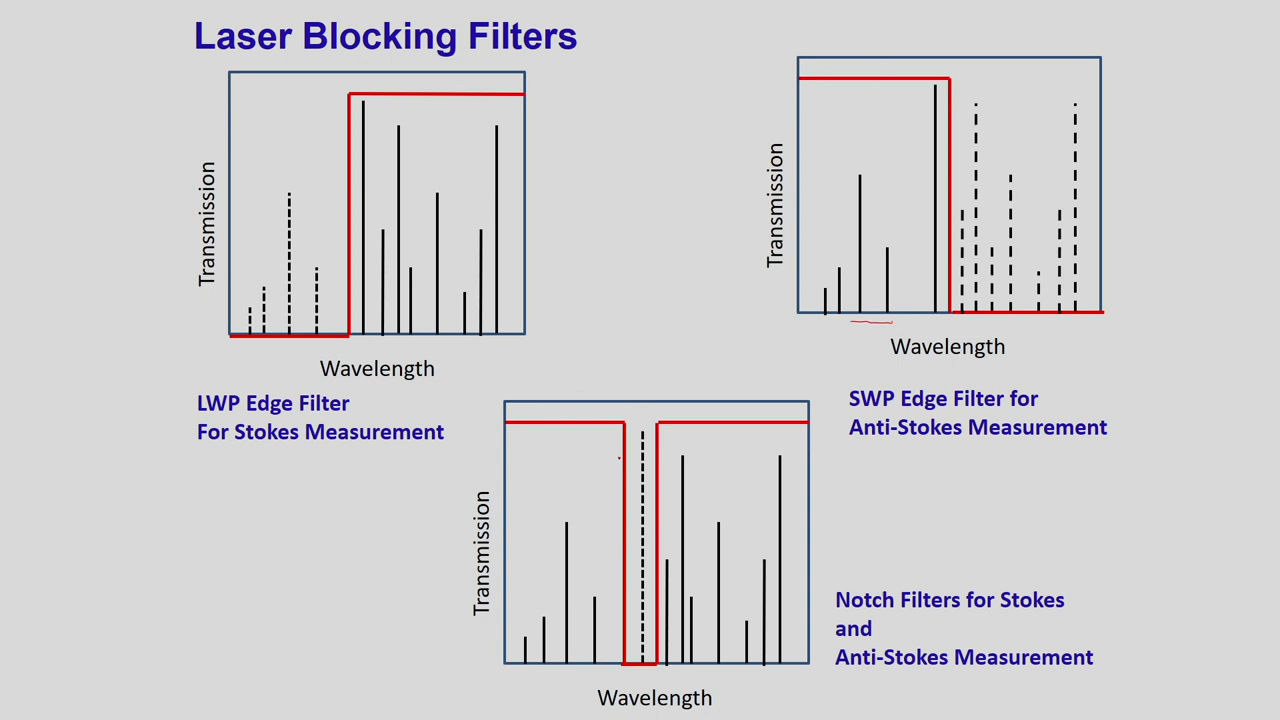 Laser Blocking Filters
Transmission
Wavelength
LWP Edge Filter
For Stokes Measurement
Transmission
Wavelength
SWP Edge Filter for
Anti-Stokes Measurement
Transmission
Wavelength
Notch Filters for Stokes
and
Anti-Stokes Measurement